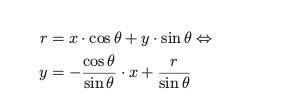 r = x · cos θ + y · sin θ ⇔
y = − cos θ / sin θ · x + r / sin θ